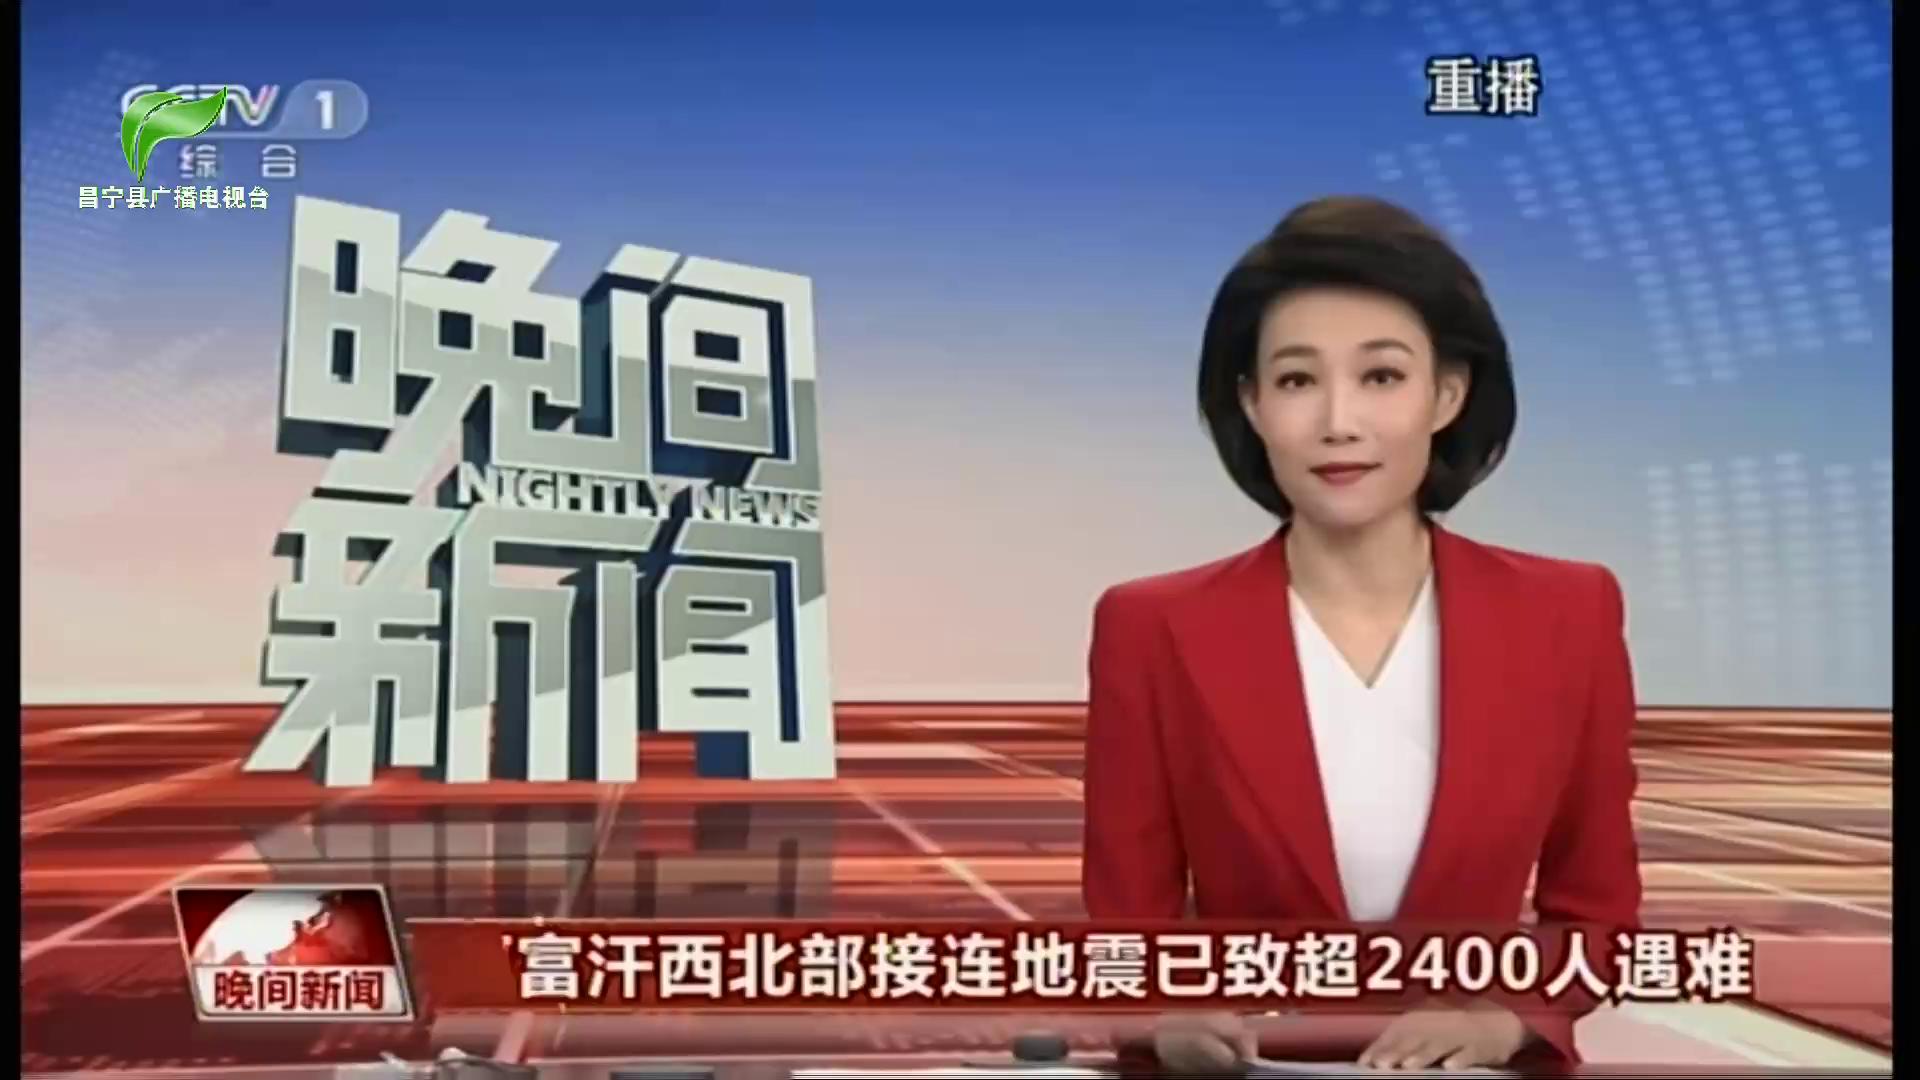 CCTV 1
综合
昌宁县广播电视台
重播
晚间
NIGHTLY NEWS
新闻
晚间新闻
富汗西北部接连地震已致超2400人遇难